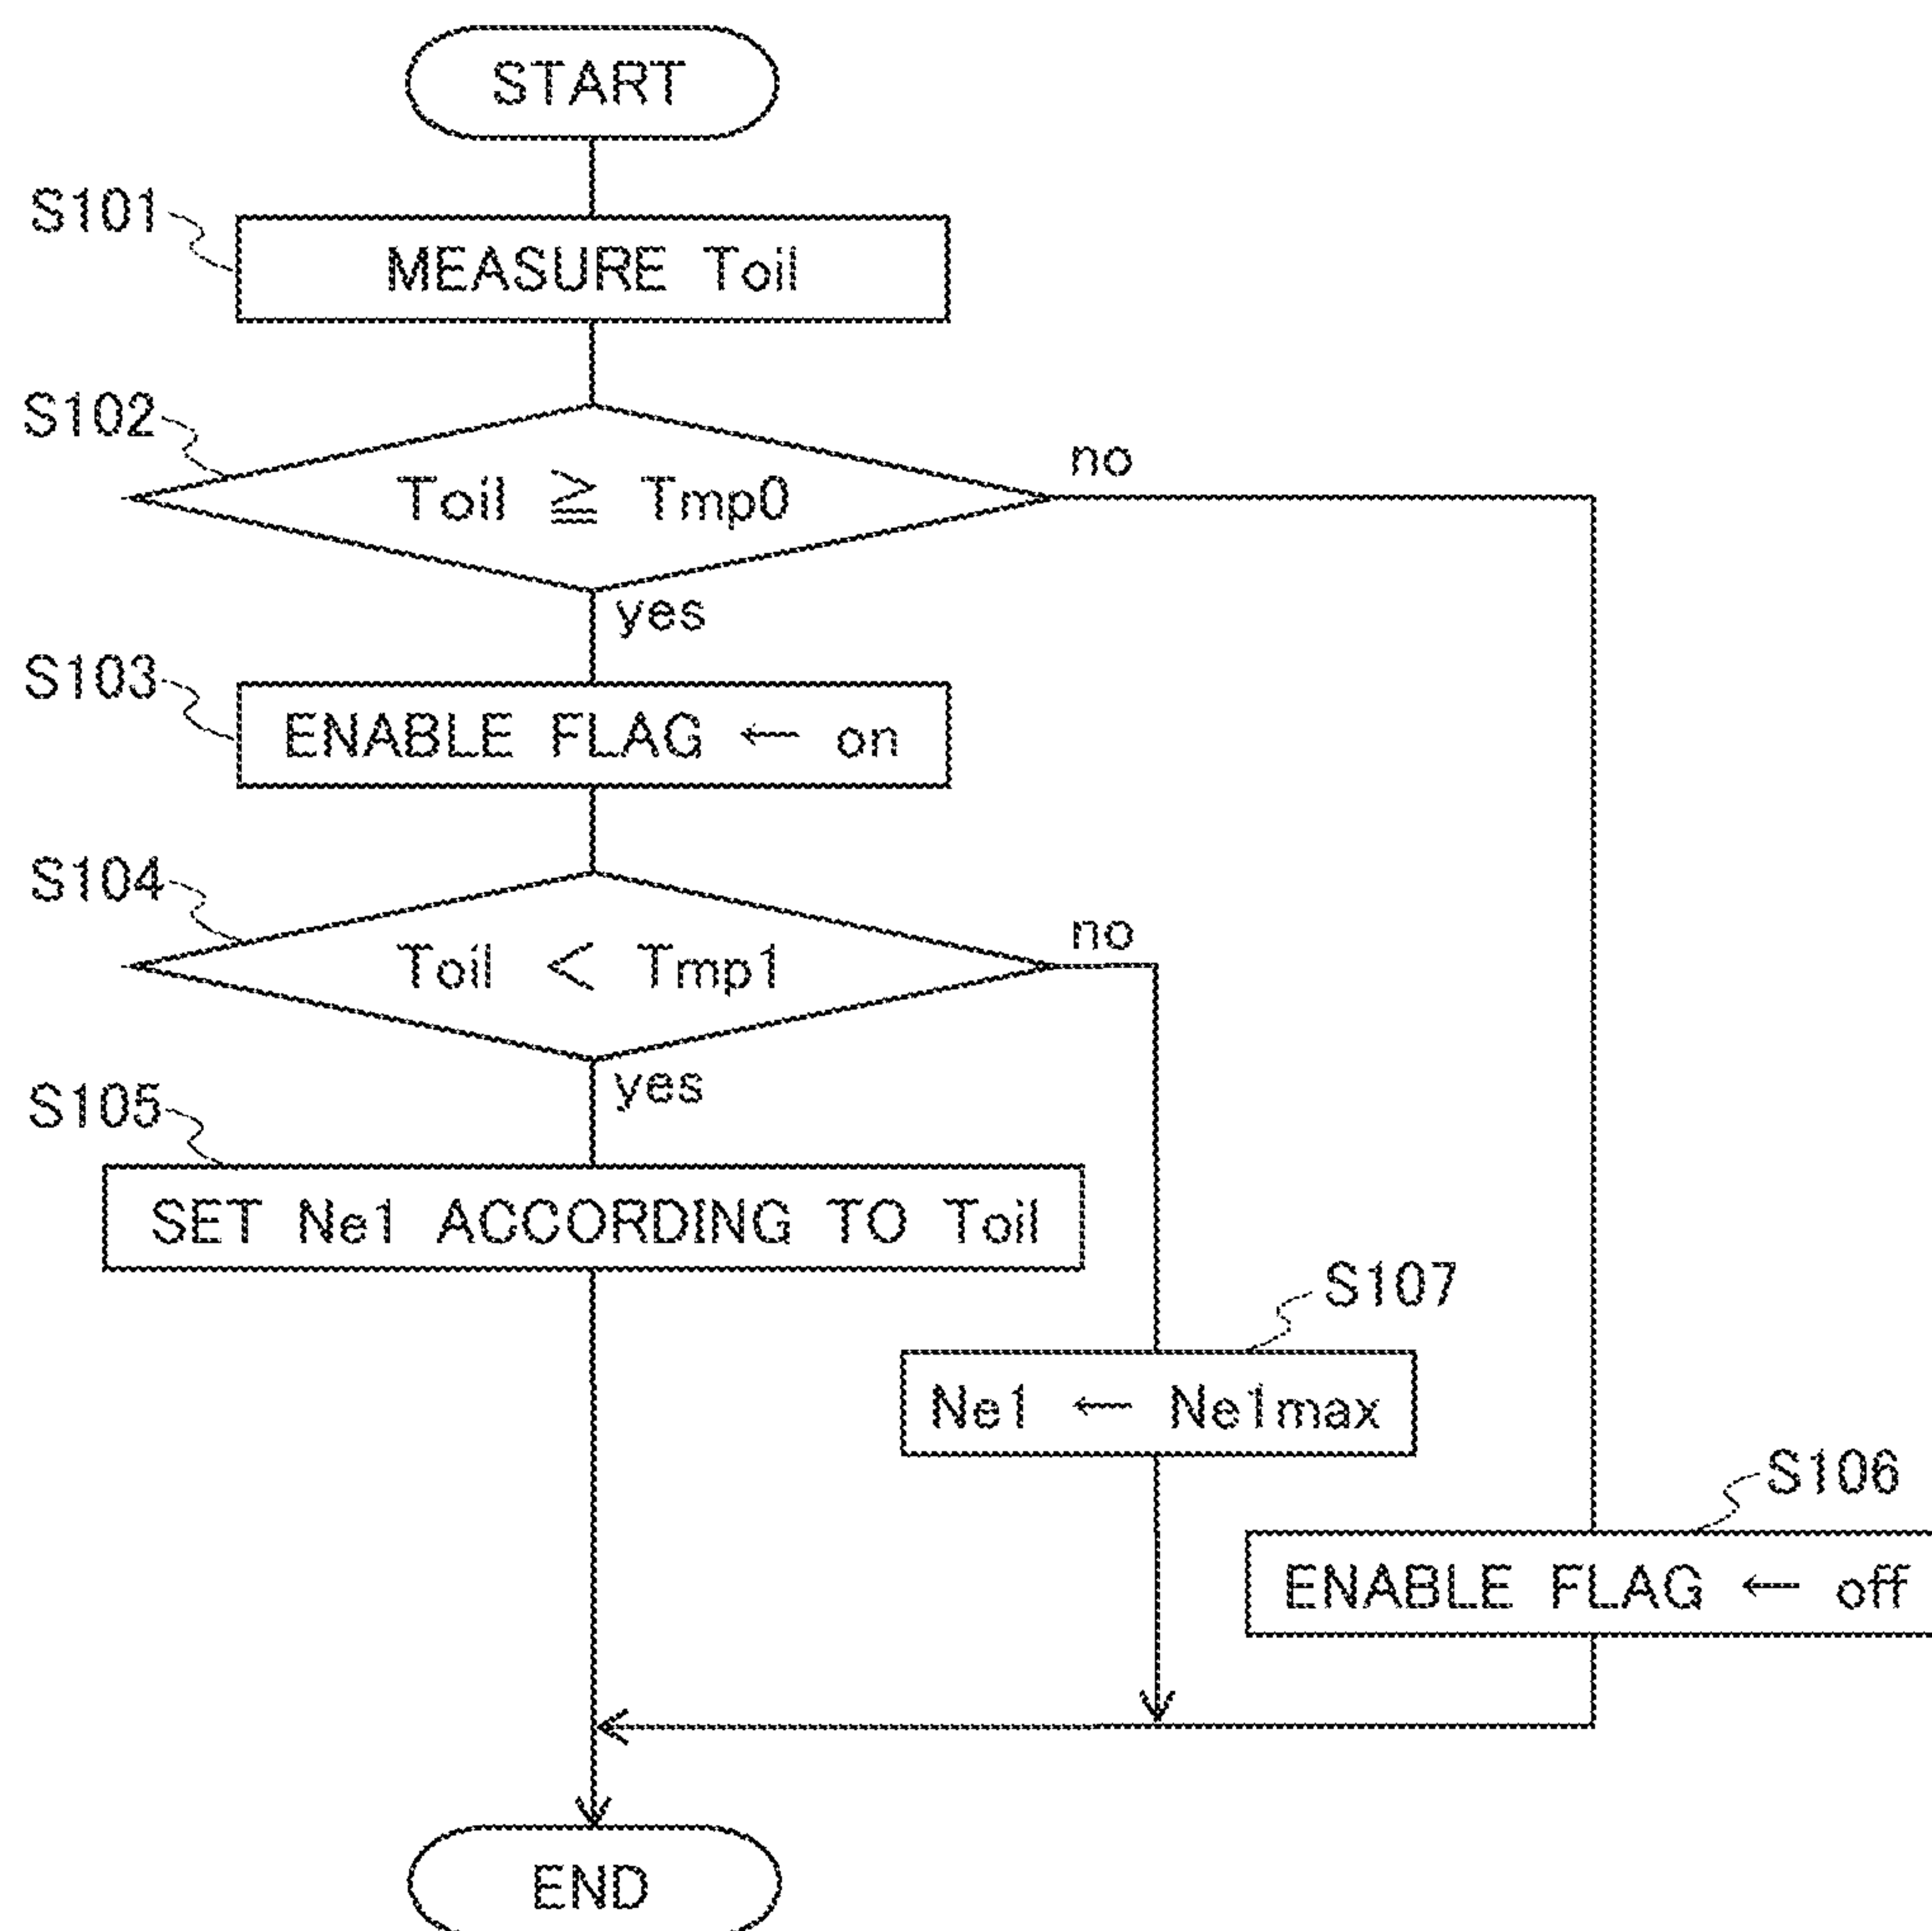 START
S101
MEASURE Toil
S102
Toil ≧ Tmp0
no
yes
S103
ENABLE FLAG ← on
S104
Toil < Tmp1
no
yes
S105
SET Ne1 ACCORDING TO Toil
S107
Ne1 ← Ne1max
S106
ENABLE FLAG ← off
END